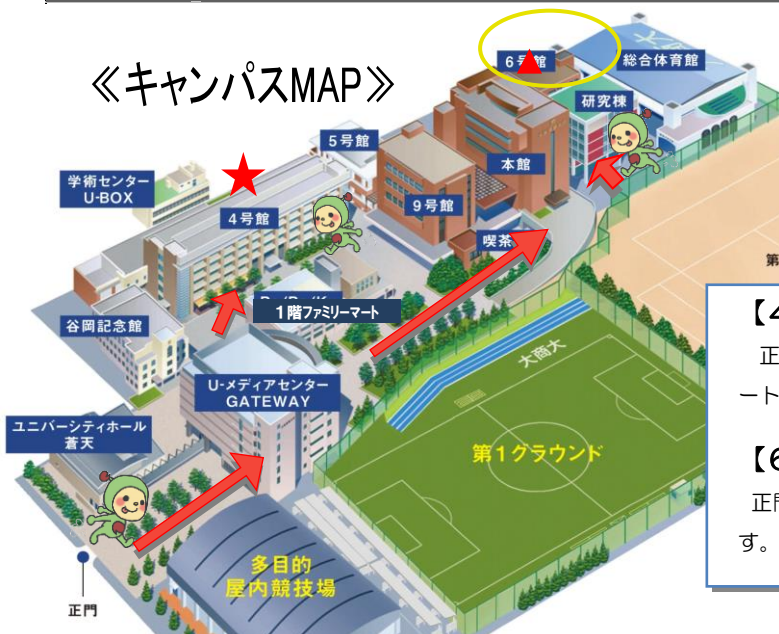 ≪キャンパスMAP≫
6号館
総合体育館
研究棟
5号館
本館
学術センター
U-BOX
4号館
9号館
喫茶
第
1階ファミリーマート
谷岡記念館
大商大
U-メディアセンター
GATEWAY
ユニバーシティホール
蒼天
第1グラウンド
多目的
屋内競技場
正門
【4
正
ート
【6
正門
す。